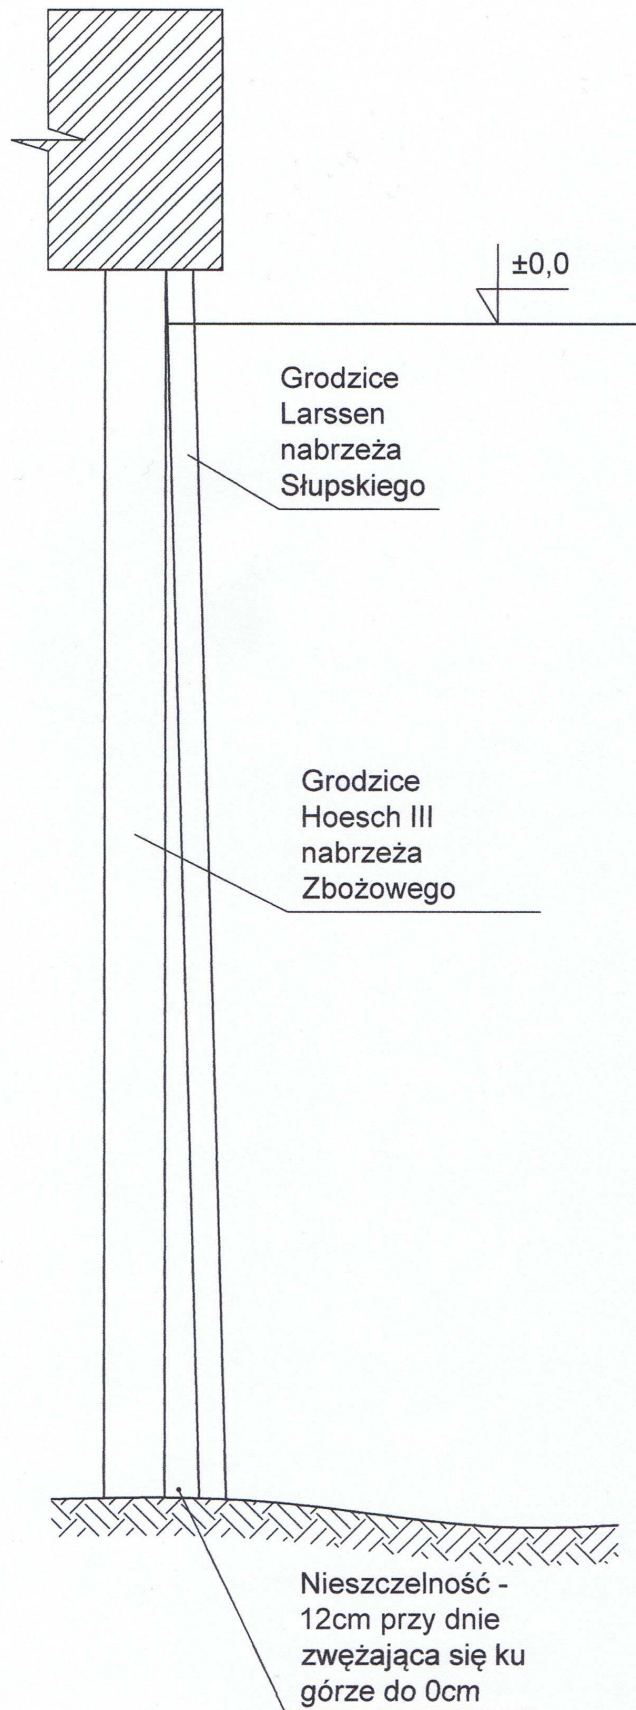 ±0,0
Grodzice
Larssen
nabrzeża
Słupskiego
Grodzice
Hoesch III
nabrzeża
Zbożowego
Nieszczelność -
12cm przy dnie
zwężająca się ku
górze do 0cm